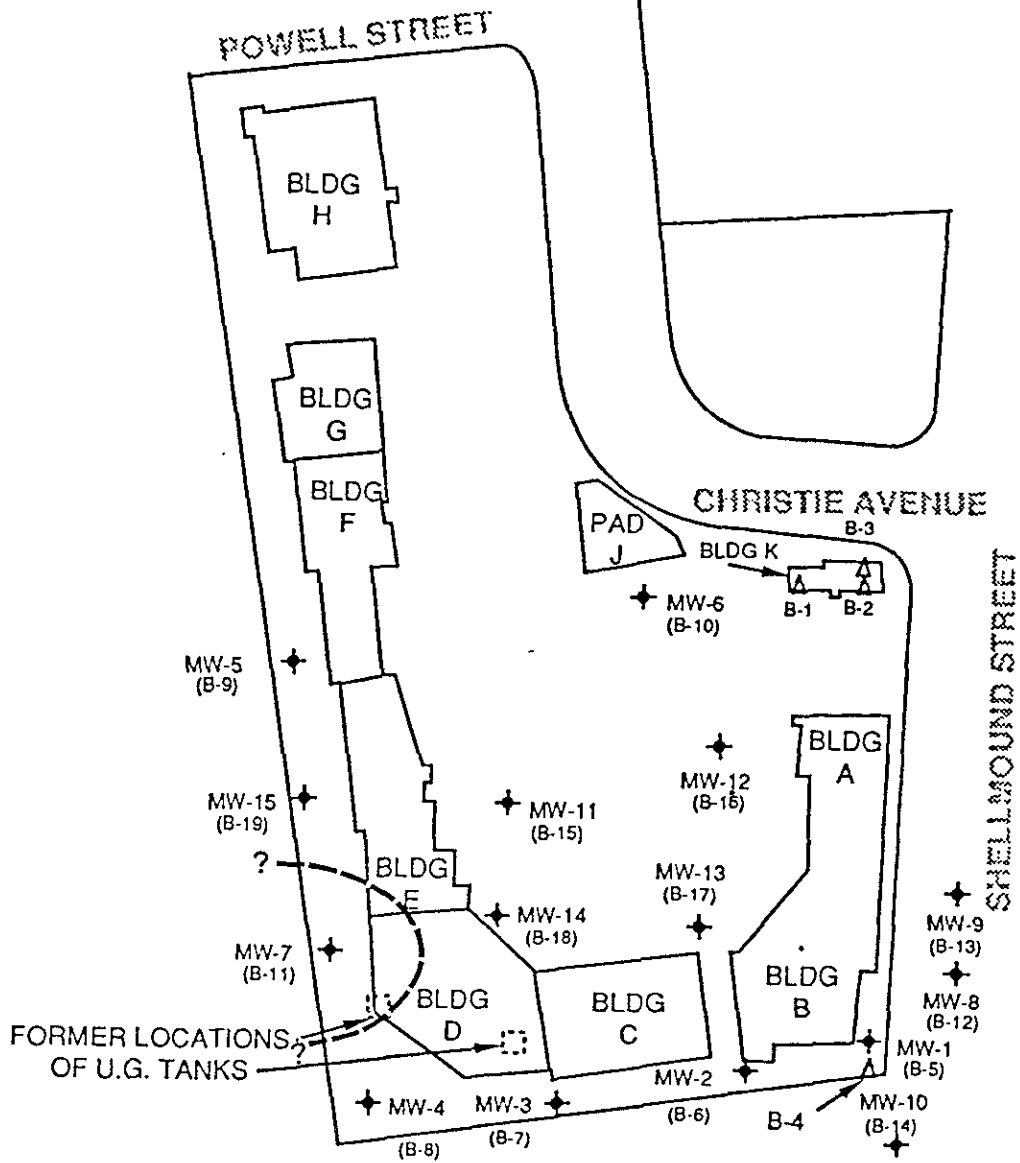 POWELL STREET
BLDG
H
BLDG
G
BLDG
F
PAD
J
CHRISTIE AVENUE
B-3
BLDG K
B-1
B-2
MW-6
(B-10)
SHELLMOUND STREET
MW-5
(B-9)
BLDG
A
MW-12
(B-16)
MW-15
(B-19)
MW-11
(B-15)
?
BLDG
E
MW-13
(B-17)
MW-14
(B-18)
MW-9
(B-13)
MW-7
(B-11)
BLDG
D
BLDG
C
BLDG
B
MW-8
(B-12)
FORMER LOCATIONS
?
OF U.G. TANKS
MW-1
(B-5)
MW-2
(B-6)
MW-4
(B-8)
MW-3
(B-7)
B-4
MW-10
(B-14)